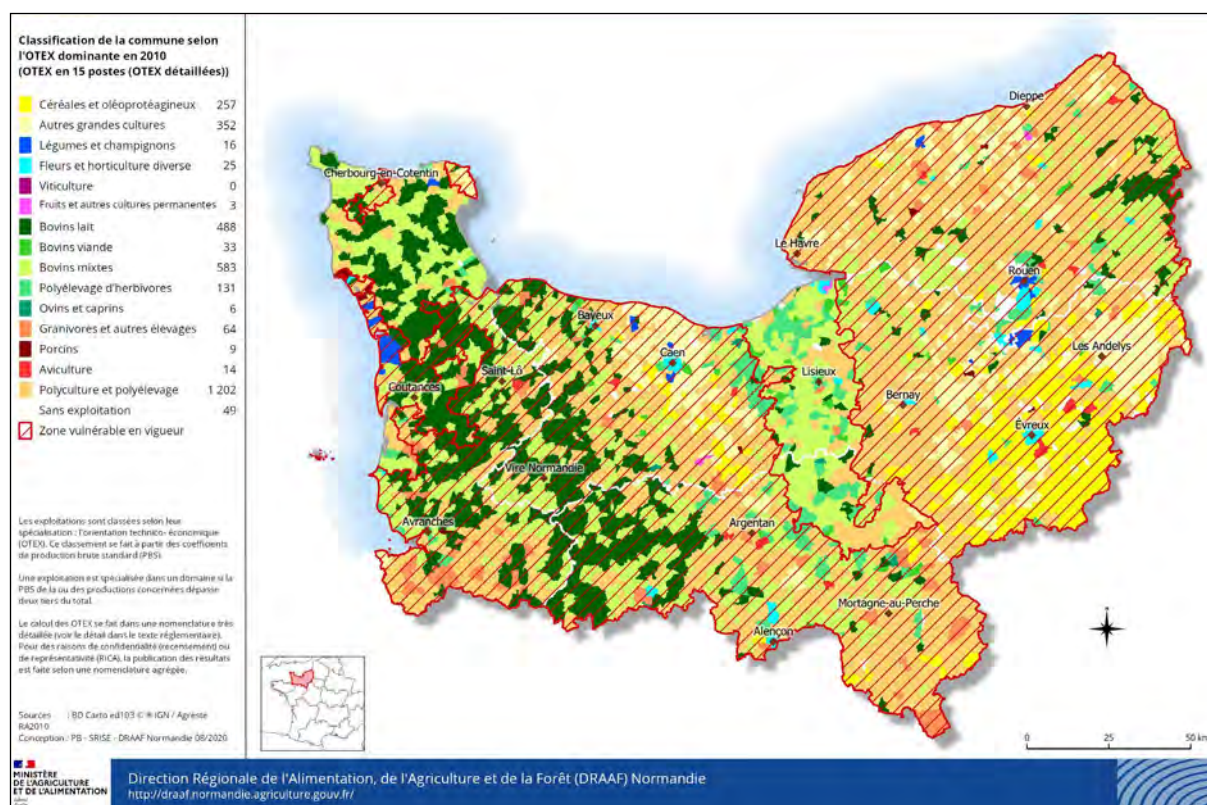 Classification de la commune selon
l'OTEX dominante en 2010
(OTEX en 15 postes (OTEX détaillées))
Céréales et oléoprotéagineux 257
Autres grandes cultures 352
Légumes et champignons 16
Fleurs et horticulture diverse 25
Viticulture 0
Fruits et autres cultures permanentes 3
Bovins lait 488
Bovins viande 33
Bovins mixtes 583
Polyélevage d'herbivores 131
Ovins et caprins 6
Granivores et autres élevages 64
Porcins 9
Aviculture 14
Polyculture et polyélevage 1 202
Sans exploitation 49
Zone vulnérable en vigueur
Les exploitations sont classées selon leur
spécialisation : l'orientation technico- économique
(OTEX). Ce classement se fait à partir des coefficients
de production brute standard (PBS).
Une exploitation est spécialisée dans un domaine si la
PBS de la ou des productions concernées dépasse
deux tiers du total.
Le calcul des OTEX se fait dans une nomenclature très
détaillée (voir le détail dans le texte réglementaire).
Pour des raisons de confidentialité (recensement) ou
de représentativité (RICA), la publication des résultats
est faite selon une nomenclature agrégée.
Sources : BD Carto ed103 © ® IGN / Agreste
RA2010
Conception : PB - SRISE - DRAAF Normandie 08/2020
Dieppe
Cherbourg-en-Cotentin
Le Havre
Rouen
Bayeux
Les Andelys
Caen
Saint-Lô
Lisieux
Coutances
Bernay
Évreux
Vire Normandie
Avranches
Argentan
Mortagne-au-Perche
Alençon
0 25 50 km
MINISTÈRE
DE L'AGRICULTURE
ET DE L'ALIMENTATION
Direction Régionale de l'Alimentation, de l'Agriculture et de la Forêt (DRAAF) Normandie
http://draaf.normandie.agriculture.gouv.fr/